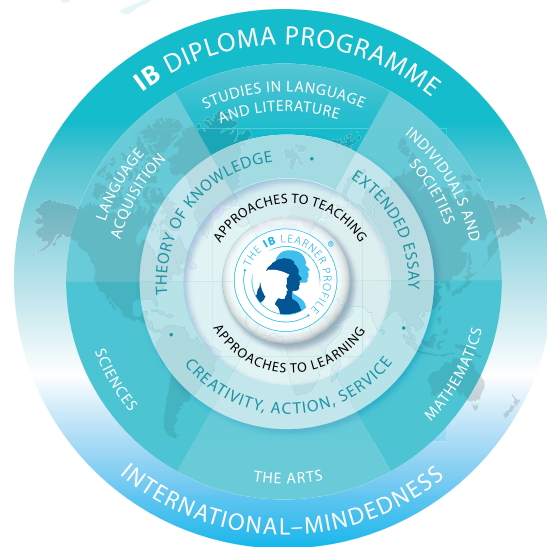 IB DIPLOMA PROGRAMME
STUDIES IN LANGUAGE
AND LITERATURE
LANGUAGE
ACQUISITION
INDIVIDUALS AND
SOCIETIES
THEORY OF KNOWLEDGE
EXTENDED ESSAY
APPROACHES TO TEACHING
THE IB LEARNER PROFILE
®
APPROACHES TO LEARNING
CREATIVITY, ACTION, SERVICE
SCIENCES
MATHEMATICS
THE ARTS
INTERNATIONAL–MINDEDNESS